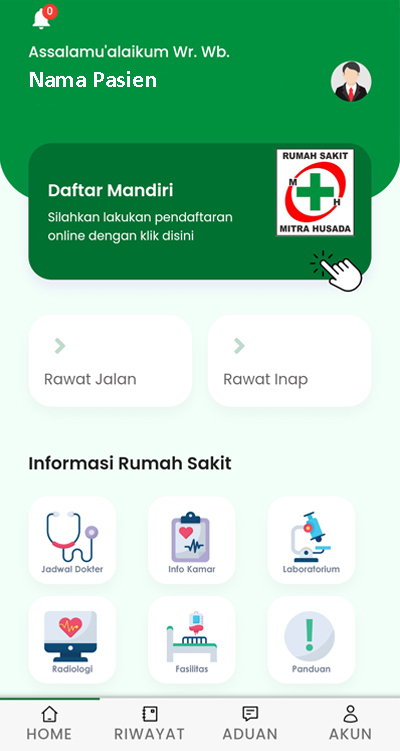 0
Assalamu'alaikum Wr. Wb.
Nama Pasien
RUMAH SAKIT
M
H
MITRA HUSADA
Daftar Mandiri
Silahkan lakukan pendaftaran
online dengan klik disini
Rawat Jalan
Rawat Inap
Informasi Rumah Sakit
Jadwal Dokter
Info Kamar
Laboratorium
Radiologi
Fasilitas
Panduan
HOME
RIWAYAT
ADUAN
AKUN